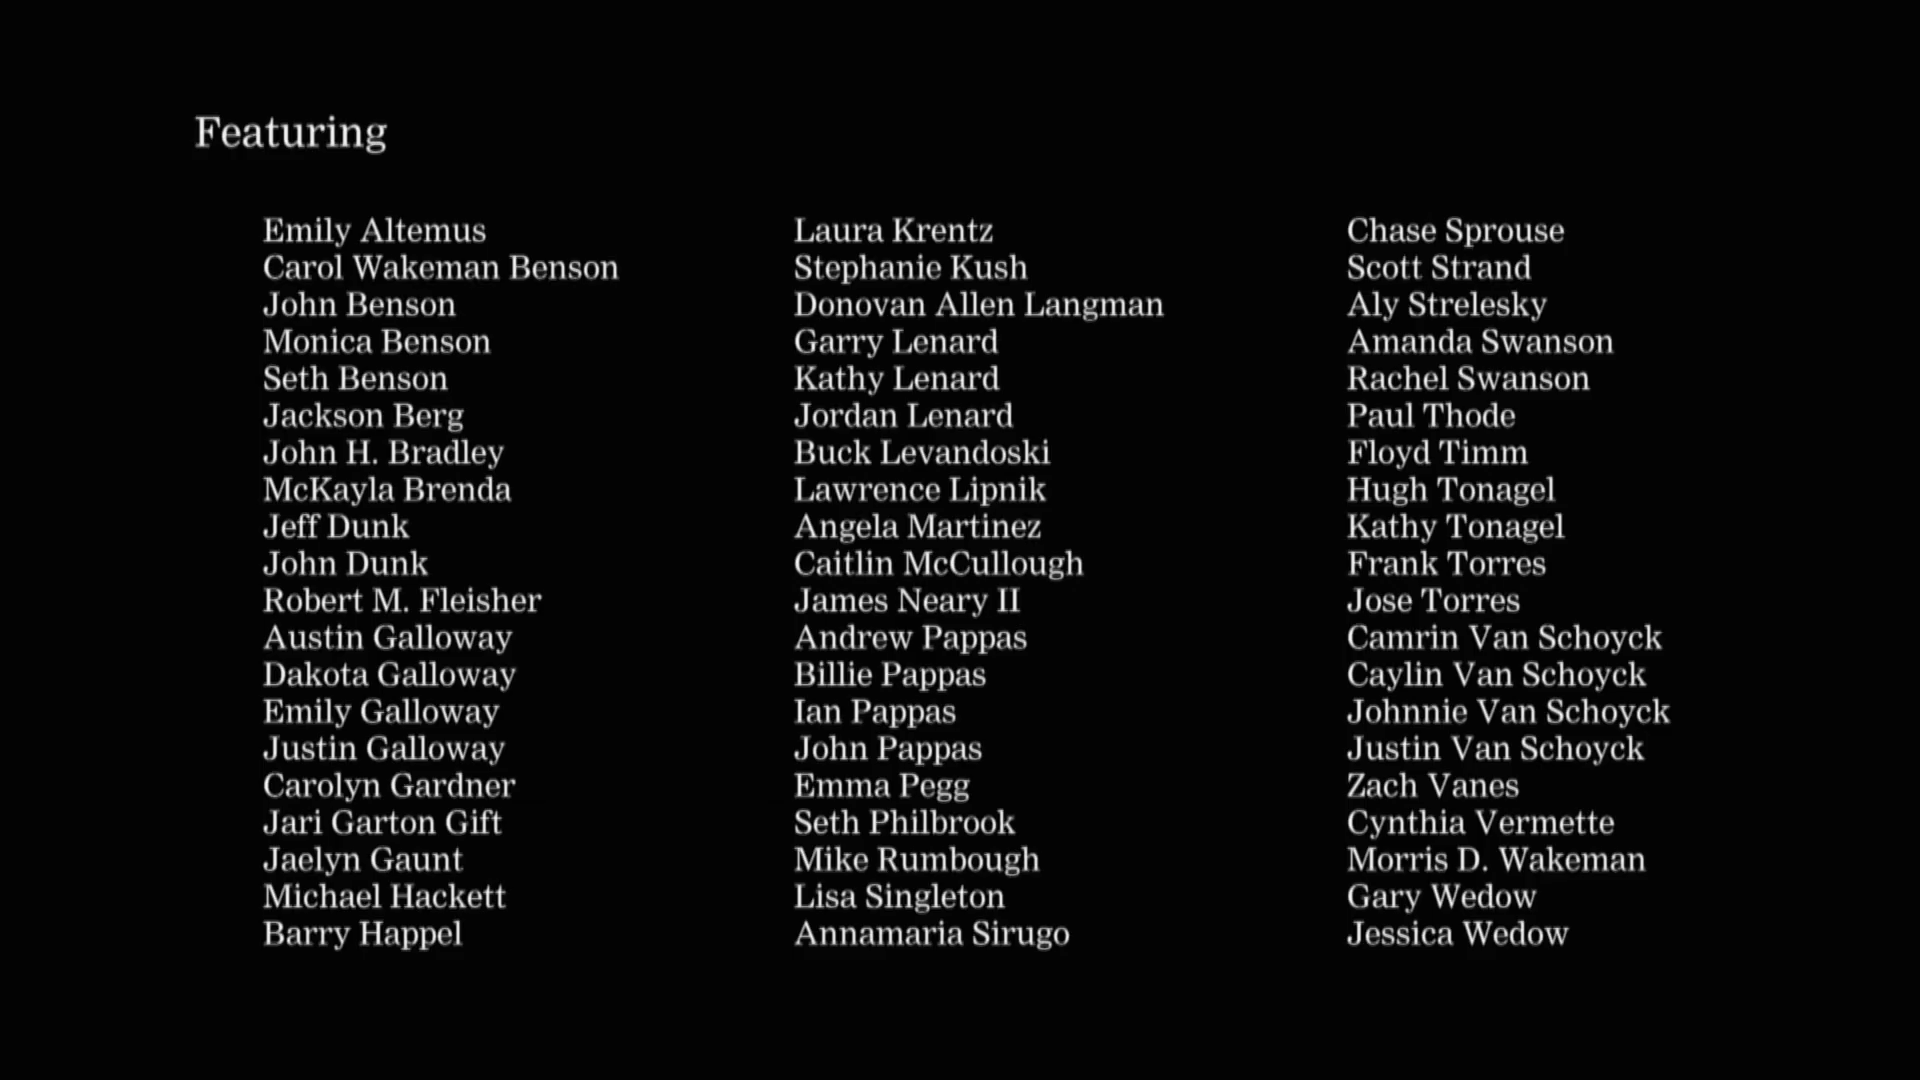 Featuring
Emily Altemus
Carol Wakeman Benson
John Benson
Monica Benson
Seth Benson
Jackson Berg
John H. Bradley
McKayla Brenda
Jeff Dunk
John Dunk
Robert M. Fleisher
Austin Galloway
Dakota Galloway
Emily Galloway
Justin Galloway
Carolyn Gardner
Jari Garton Gift
Jaelyn Gaunt
Michael Hackett
Barry Happel
Laura Krentz
Stephanie Kush
Donovan Allen Langman
Garry Lenard
Kathy Lenard
Jordan Lenard
Buck Levandoski
Lawrence Lipnik
Angela Martinez
Caitlin McCullough
James Neary II
Andrew Pappas
Billie Pappas
Ian Pappas
John Pappas
Emma Pegg
Seth Philbrook
Mike Rumbough
Lisa Singleton
Annamaria Sirugo
Chase Sprouse
Scott Strand
Aly Strelesky
Amanda Swanson
Rachel Swanson
Paul Thode
Floyd Timm
Hugh Tonagel
Kathy Tonagel
Frank Torres
Jose Torres
Camrin Van Schoyck
Caylin Van Schoyck
Johnnie Van Schoyck
Justin Van Schoyck
Zach Vanes
Cynthia Vermette
Morris D. Wakeman
Gary Wedow
Jessica Wedow